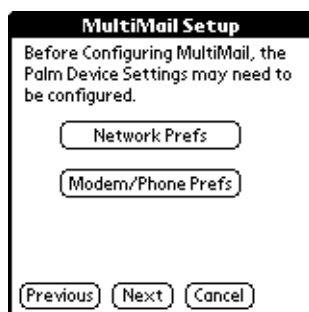 MultiMail Setup
Before Configuring MultiMail, the
Palm Device Settings may need to
be configured.
Network Prefs
Modem/Phone Prefs
Previous Next Cancel